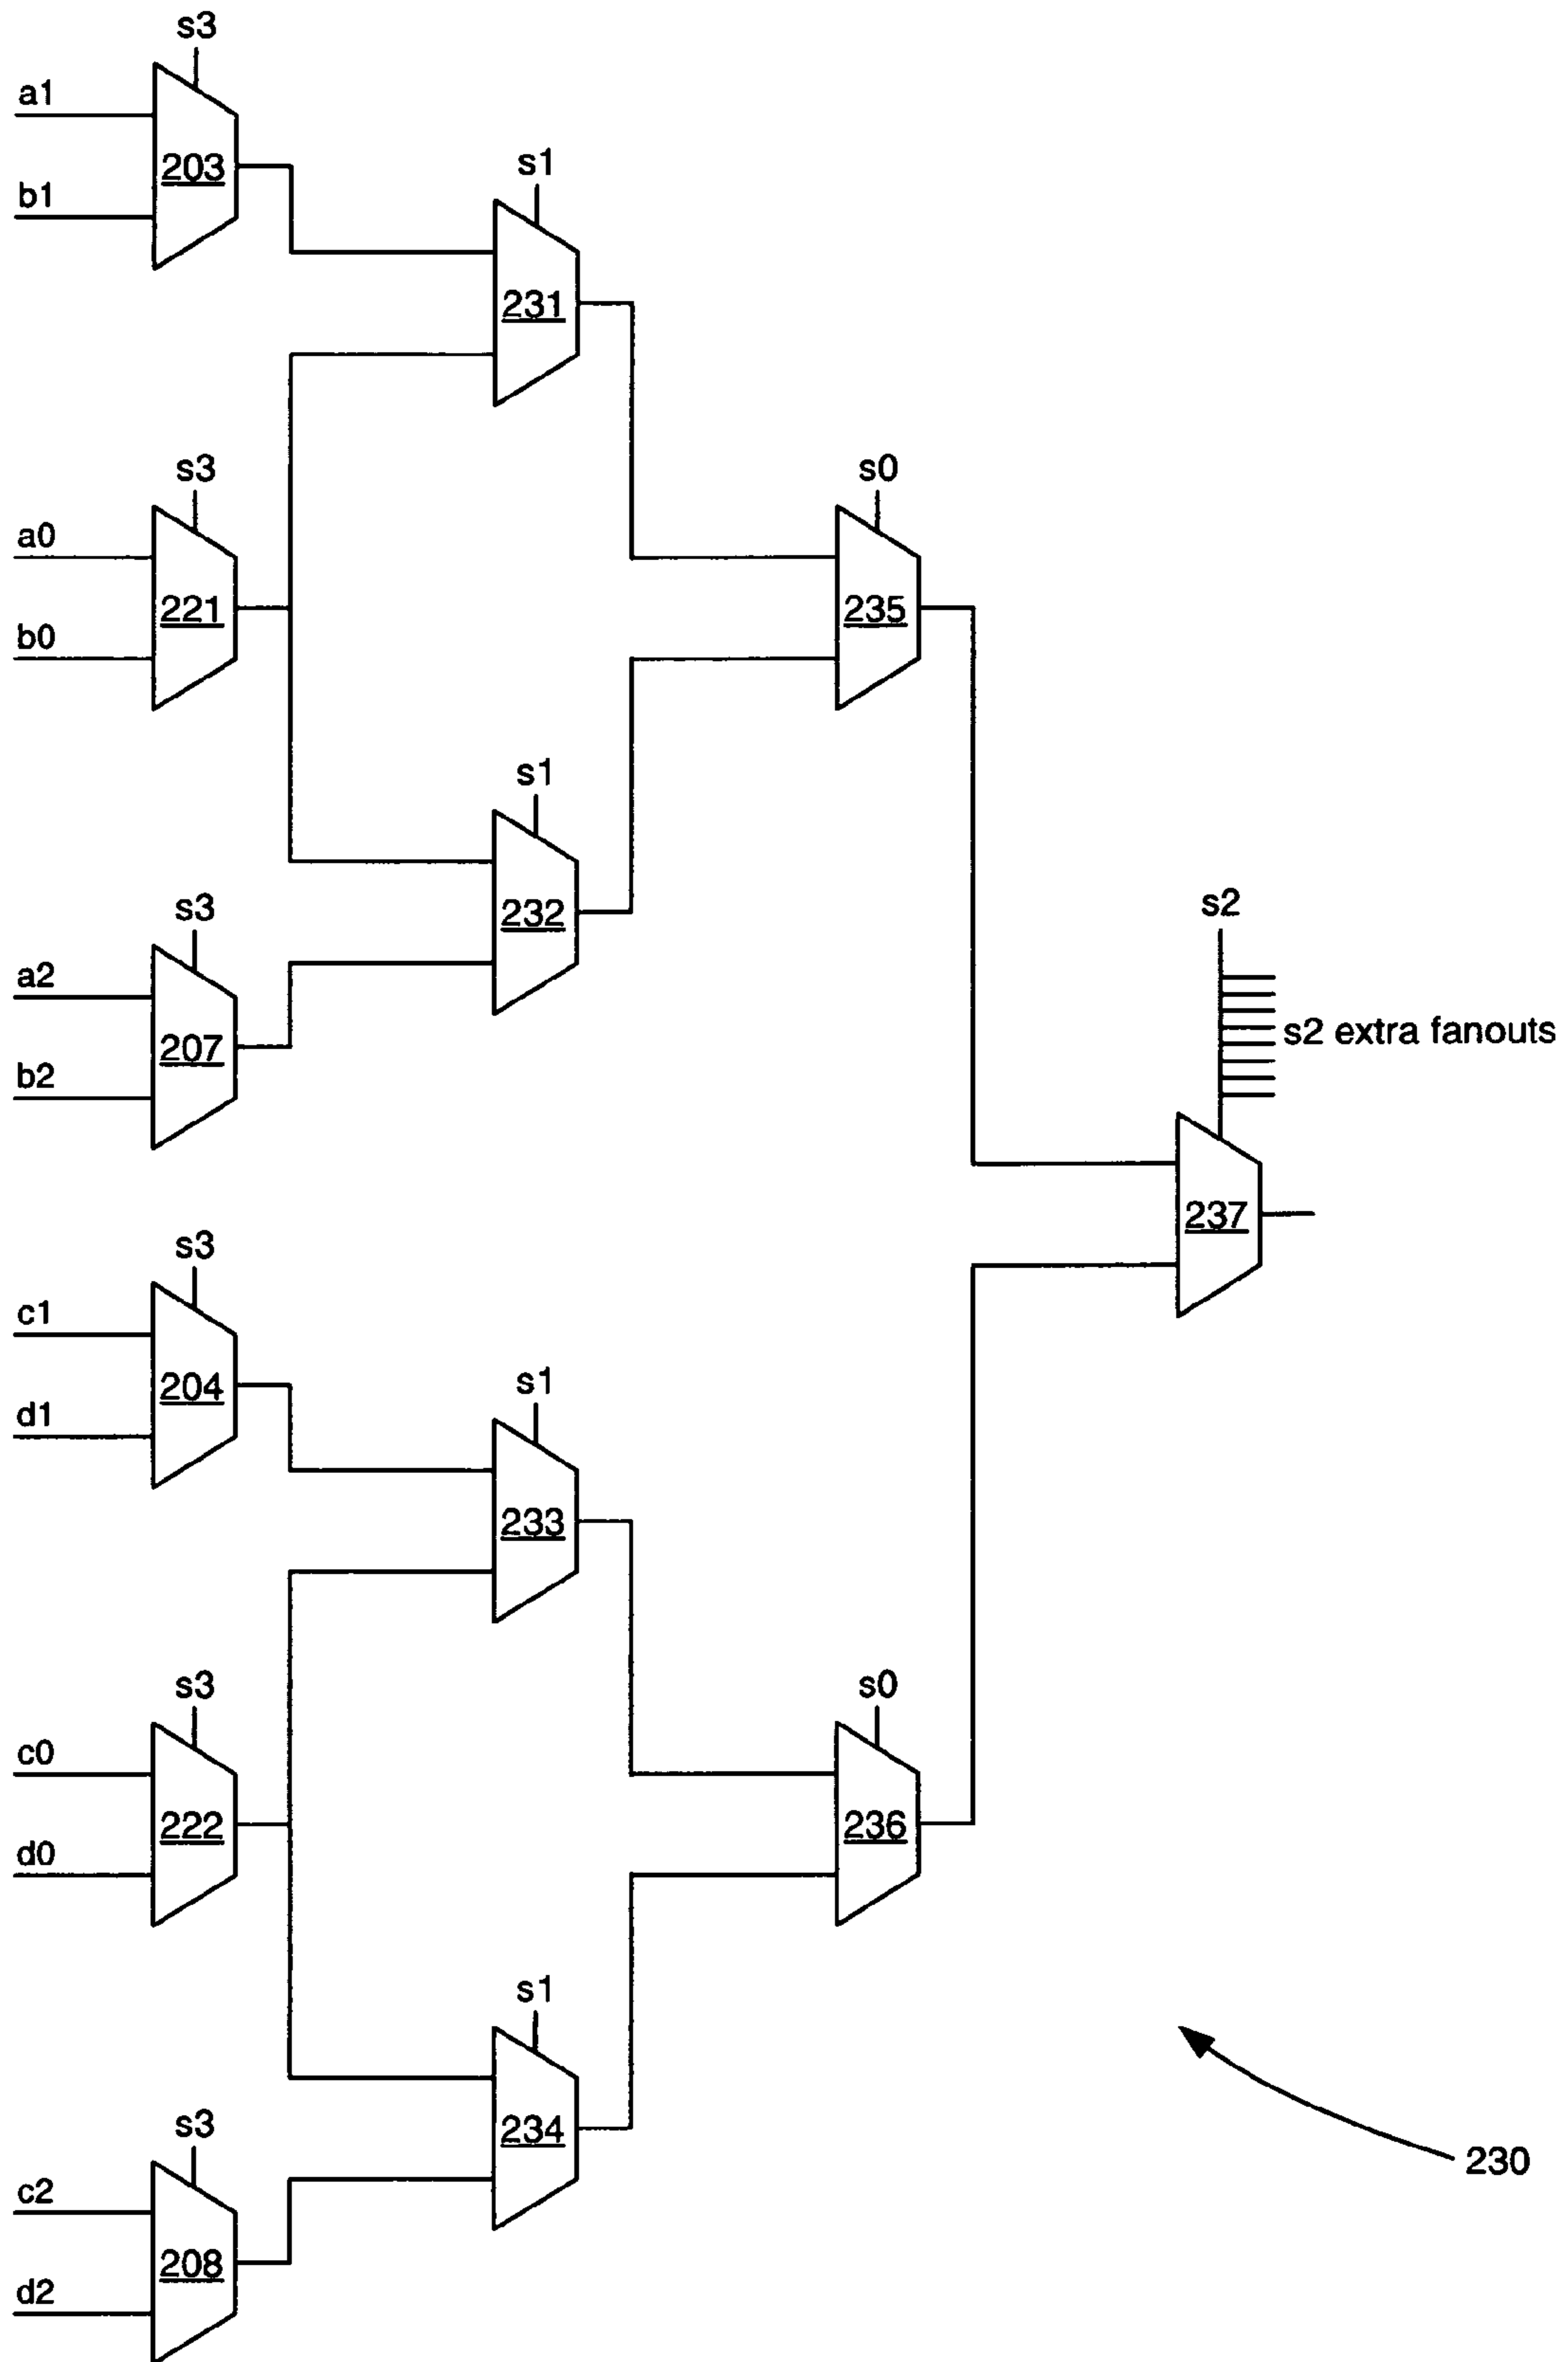 s3
a1
203
b1
s1
231
s3
a0
221
b0
s0
235
s1
232
s3
a2
207
b2
s2
s2 extra fanouts
237
s3
c1
204
d1
s1
233
s3
c0
222
d0
s0
236
s1
234
s3
c2
208
d2
230